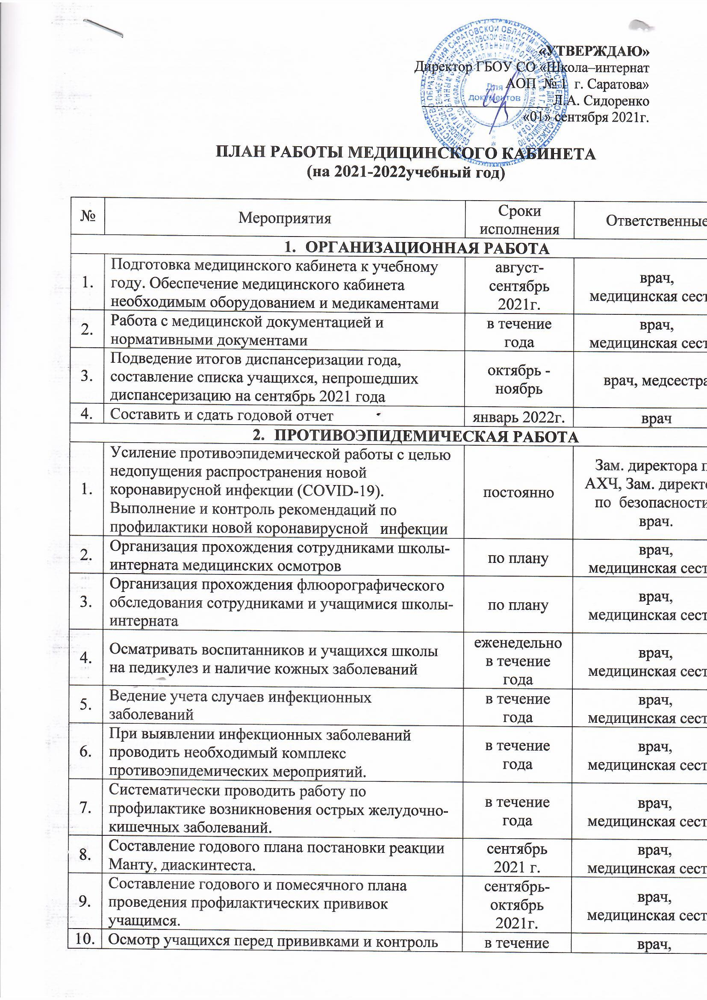 «УТВЕРЖДАЮ»
Директор ГБОУ СО «Школа–интернат
АОП № 1 г. Саратова»
Л.А. Сидоренко
«01» сентября 2021г.
Для
документов
ПЛАН РАБОТЫ МЕДИЦИНСКОГО КАБИНЕТА
(на 2021-2022учебный год)
№ Мероприятия Сроки исполнения Ответственные
1. ОРГАНИЗАЦИОННАЯ РАБОТА
1.
Подготовка медицинского кабинета к учебному
году. Обеспечение медицинского кабинета
необходимым оборудованием и медикаментами
август-
сентябрь
2021г.
врач,
медицинская сест
2.
Работа с медицинской документацией и
нормативными документами
в течение
года
врач,
медицинская сест
3.
Подведение итогов диспансеризации года,
составление списка учащихся, непрошедших
диспансеризацию на сентябрь 2021 года
октябрь -
ноябрь
врач, медсестра
4. Составить и сдать годовой отчет январь 2022г. врач
2. ПРОТИВОЭПИДЕМИЧЕСКАЯ РАБОТА
1.
Усиление противоэпидемической работы с целью
недопущения распространения новой
коронавирусной инфекции (COVID-19).
Выполнение и контроль рекомендаций по
профилактики новой коронавирусной инфекции
постоянно
Зам. директора п
АХЧ, Зам. директо
по безопасности
врач.
2.
Организация прохождения сотрудниками школы-
интерната медицинских осмотров
по плану
врач,
медицинская сест
3.
Организация прохождения флюорографического
обследования сотрудниками и учащимися школы-
интерната
по плану
врач,
медицинская сест
4.
Осматривать воспитанников и учащихся школы
на педикулез и наличие кожных заболеваний
еженедельно
в течение
года
врач,
медицинская сест
5.
Ведение учета случаев инфекционных
заболеваний
в течение
года
врач,
медицинская сест
6.
При выявлении инфекционных заболеваний
проводить необходимый комплекс
противоэпидемических мероприятий.
в течение
года
врач,
медицинская сест
7.
Систематически проводить работу по
профилактике возникновения острых желудочно-
кишечных заболеваний.
в течение
года
врач,
медицинская сест
8.
Составление годового плана постановки реакции
Манту, диаскинтеста.
сентябрь
2021 г.
врач,
медицинская сест
9.
Составление годового и помесячного плана
проведения профилактических прививок
учащимся.
сентябрь-
октябрь
2021г.
врач,
медицинская сест
10. Осмотр учащихся перед прививками и контроль в течение врач,